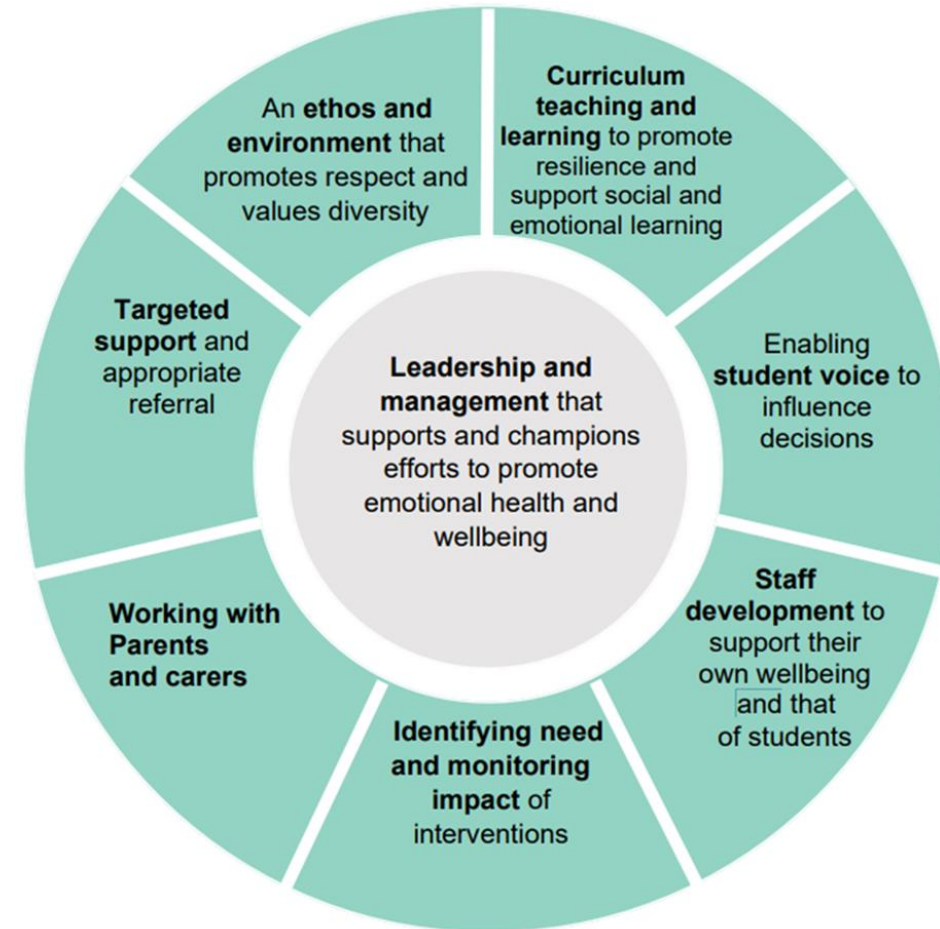 An ethos and
environment that
promotes respect and
values diversity
Curriculum
teaching and
learning to promote
resilience and
support social and
emotional learning
Enabling
student voice to
influence
decisions
Staff
development to
support their
own wellbeing
and that
of students
Identifying need
and monitoring
impact of
interventions
Working with
Parents
and carers
Targeted
support and
appropriate
referral
Leadership and
management that
supports and champions
efforts to promote
emotional health and
wellbeing